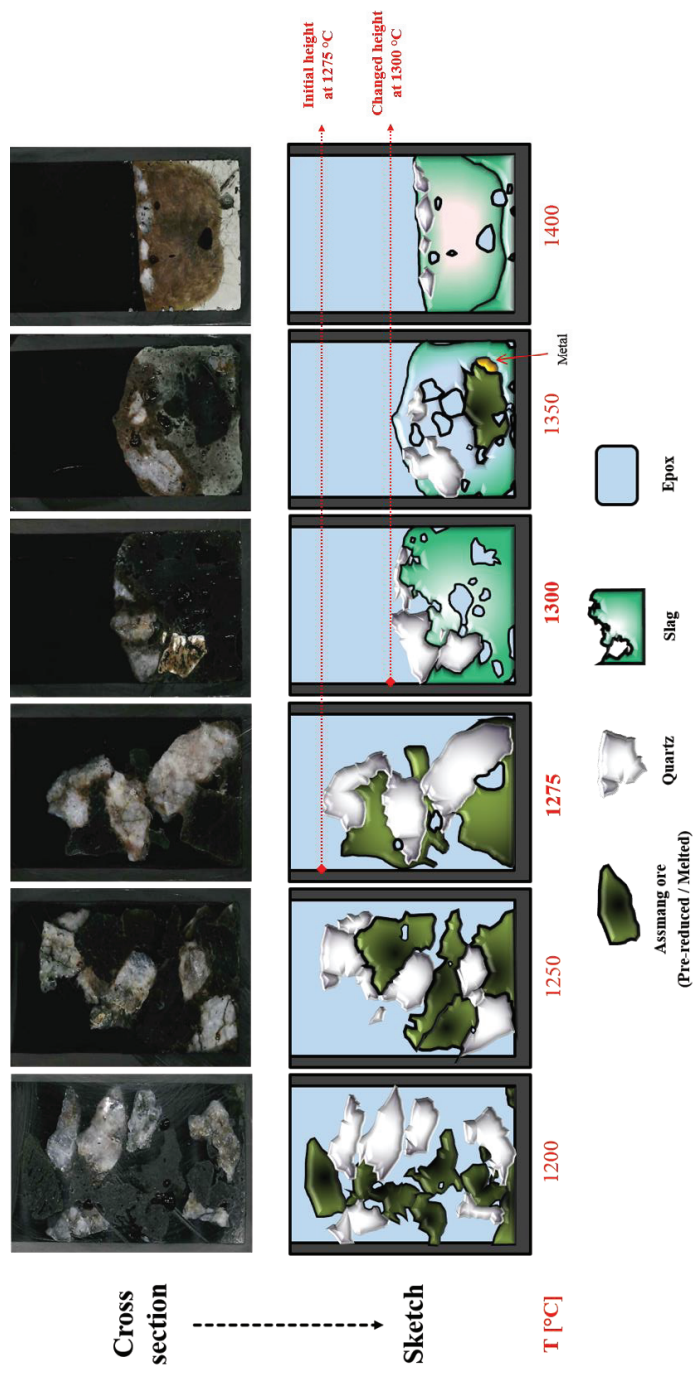 Cross
section
Sketch
T [°C]
1200
1250
1275
1300
1350
1400
Initial height
at 1275 °C
Changed height
at 1300 °C
Metal
Assmang ore
(Pre-reduced / Melted)
Quartz
Slag
Epox